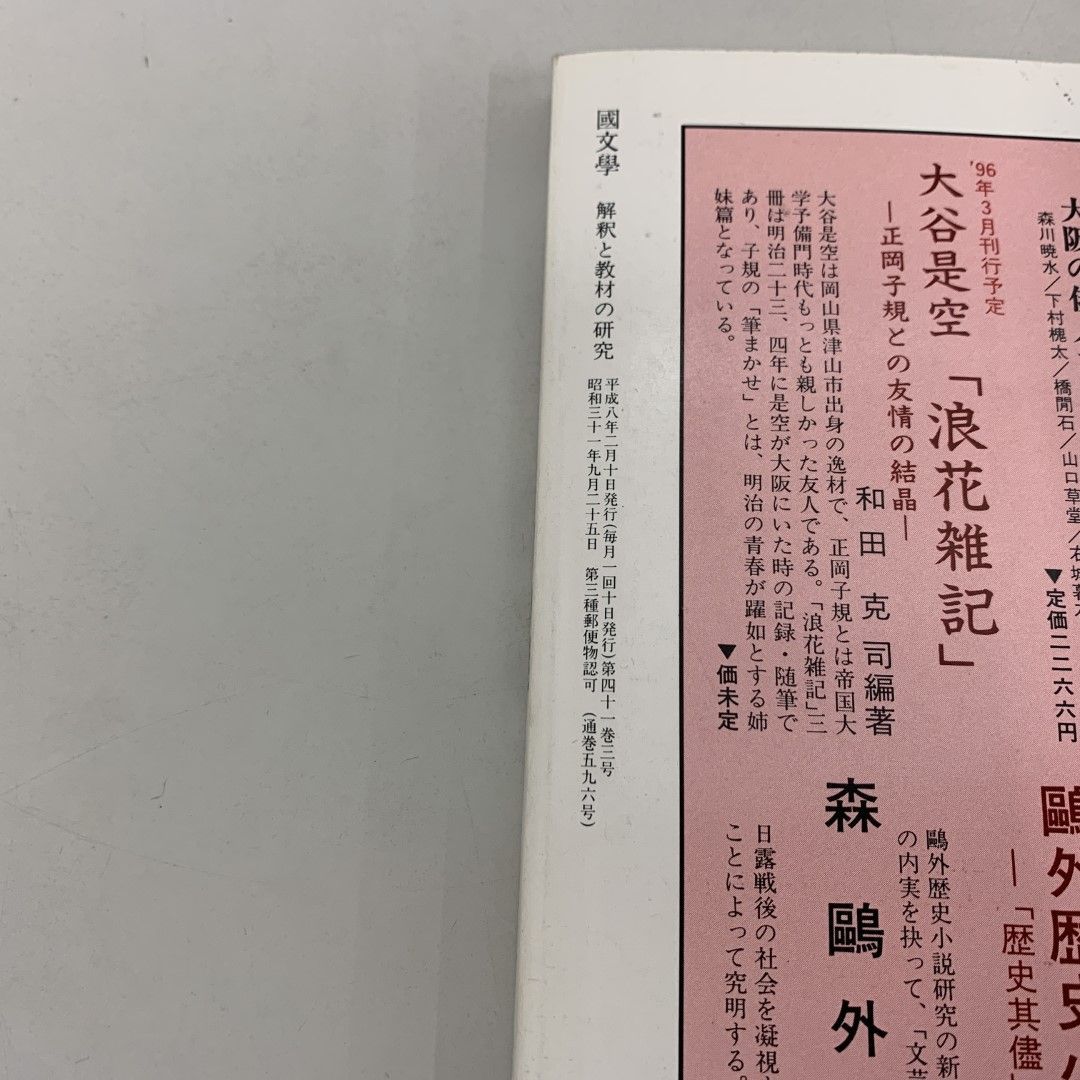 國文學　解釈と教材の研究
平成八年二月十日発行(毎月一回十日発行)第四十一巻三号
昭和三十一年九月二十五日　第三種郵便物認可　(通巻五九六号)
大阪の俳人
森川暁水／下村槐太／橋閒石／山口草堂／右城暮
▼定価二二六六円
'96年3月刊行予定
大谷是空「浪花雑記」
―正岡子規との友情の結晶―
和田克司編著
大谷是空は岡山県津山市出身の逸材で、正岡子規とは帝国大
学予備門時代もっとも親しかった友人である。「浪花雑記」三
冊は明治二十三、四年に是空が大阪にいた時の記録・随筆で
あり、子規の「筆まかせ」とは、明治の青春が躍如とする姉
妹篇となっている。
▼価未定
鷗外歴史小
―「歴史其儘」
鷗外歴史小説研究の新
の内実を抉って、「文芸
森鷗外
日露戦後の社会を凝視
ことによって究明する。